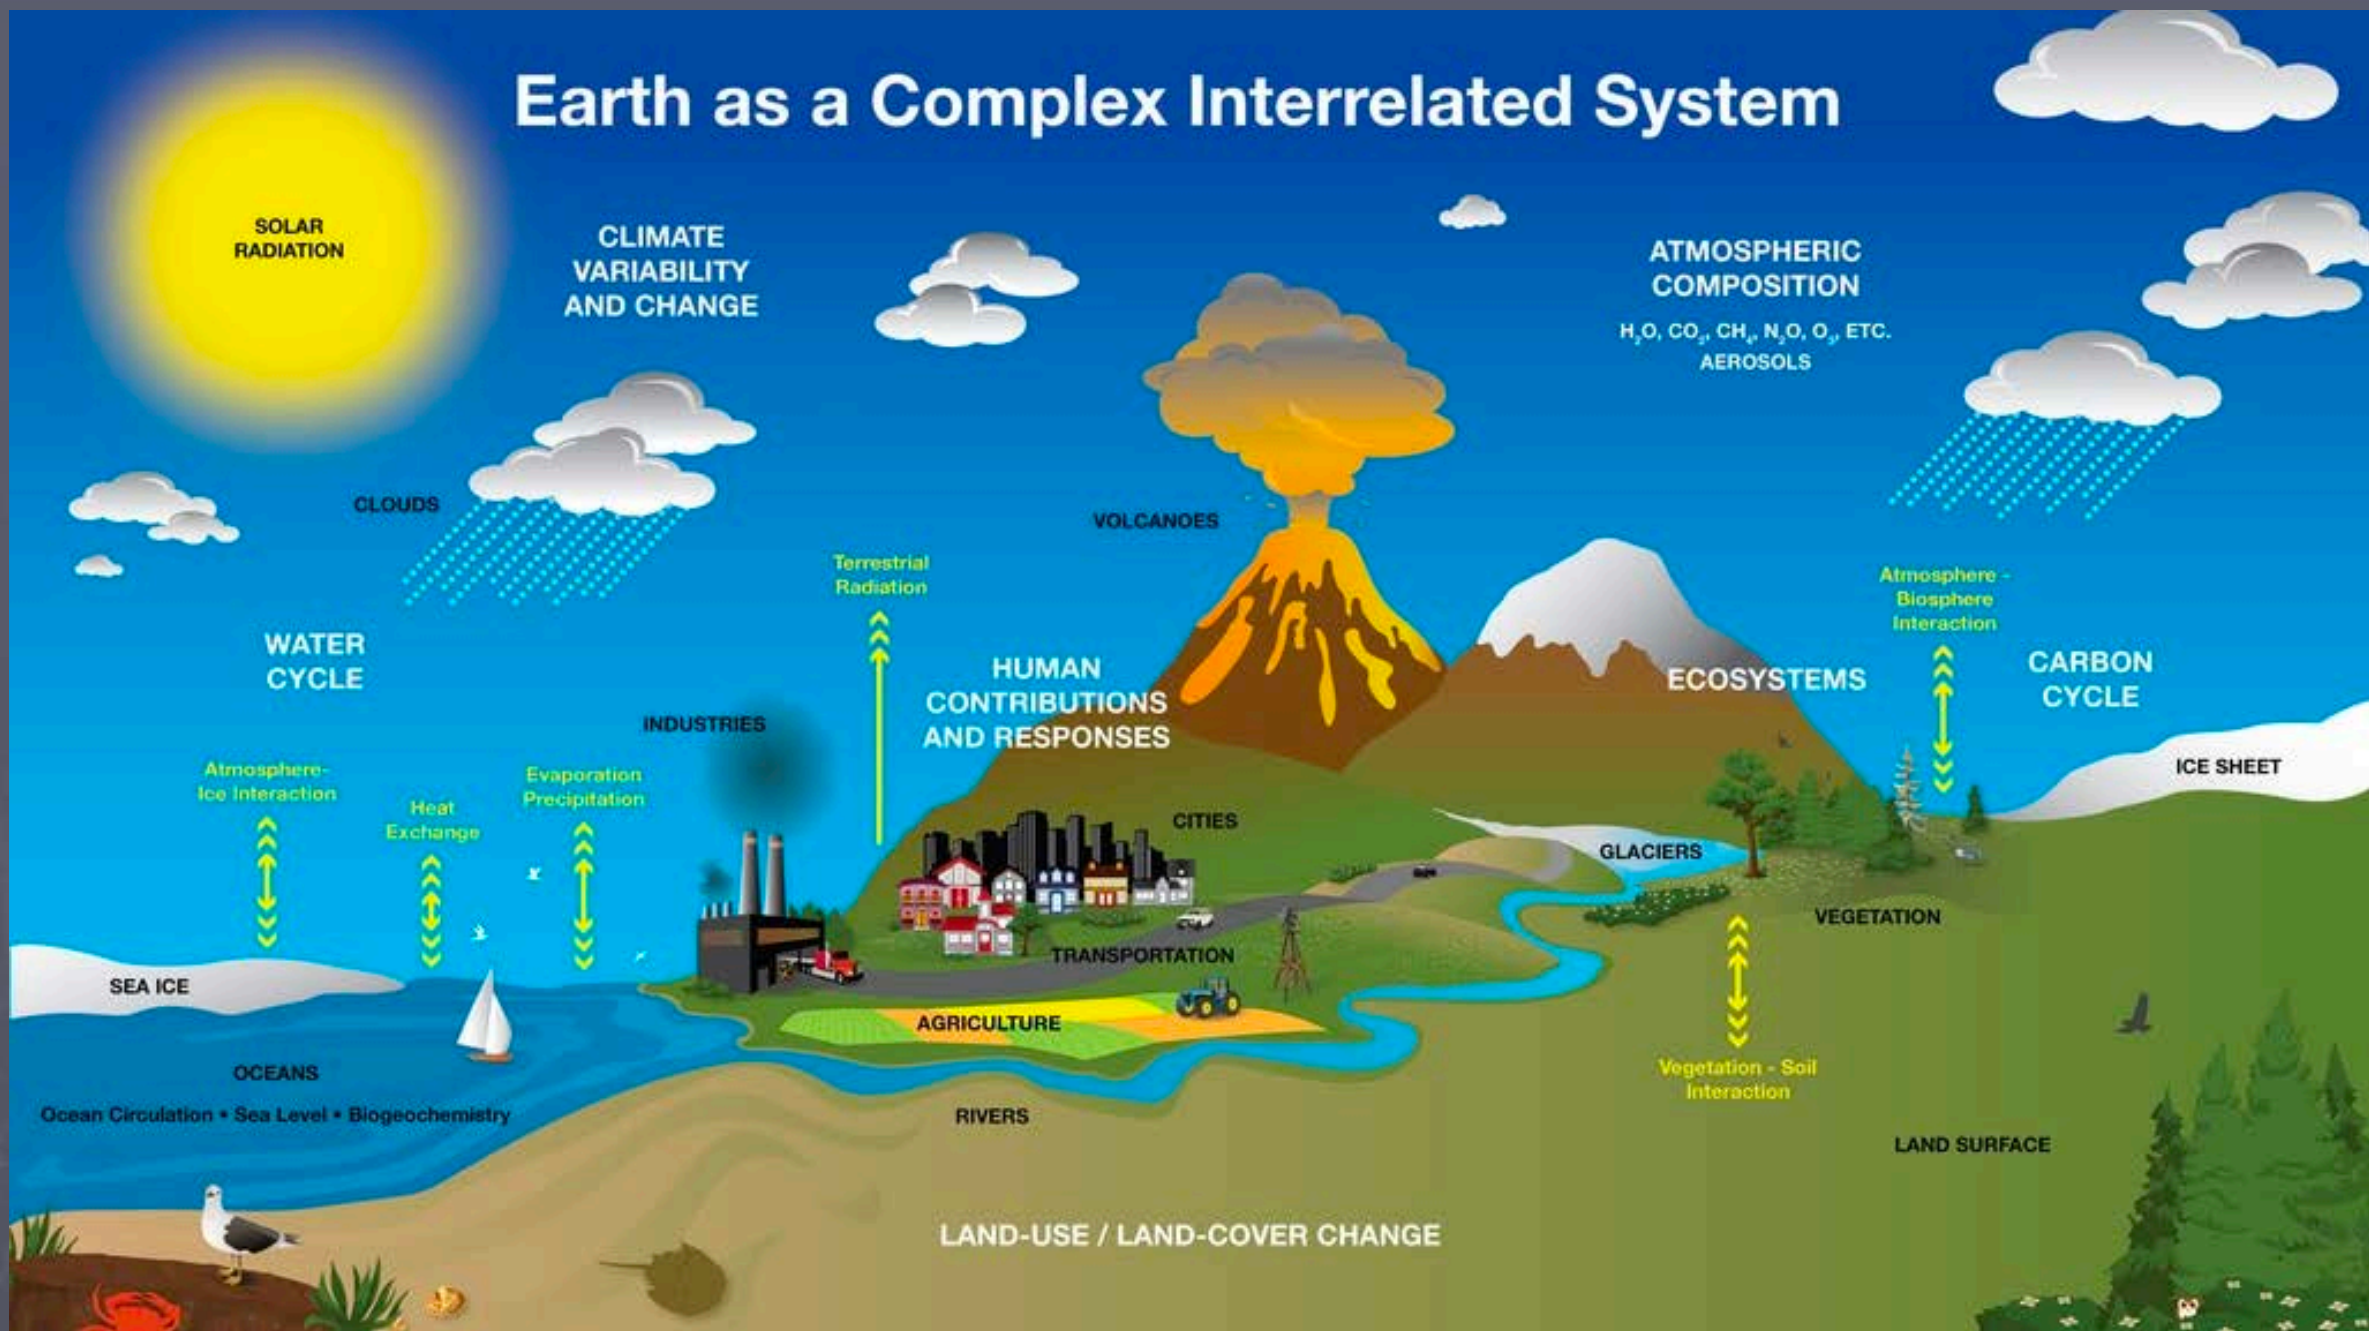 Earth as a Complex Interrelated System
SOLAR
RADIATION
CLIMATE
VARIABILITY
AND CHANGE
ATMOSPHERIC
COMPOSITION
H₂O, CO₂, CH₄, N₂O, O₃, ETC.
AEROSOLS
CLOUDS
VOLCANOES
Terrestrial
Radiation
Atmosphere -
Biosphere
Interaction
WATER
CYCLE
HUMAN
CONTRIBUTIONS
AND RESPONSES
ECOSYSTEMS
CARBON
CYCLE
INDUSTRIES
ICE SHEET
Atmosphere-
Ice Interaction
Heat
Exchange
Evaporation
Precipitation
CITIES
GLACIERS
VEGETATION
TRANSPORTATION
SEA ICE
AGRICULTURE
OCEANS
Ocean Circulation • Sea Level • Biogeochemistry
RIVERS
Vegetation - Soil
Interaction
LAND SURFACE
LAND-USE / LAND-COVER CHANGE